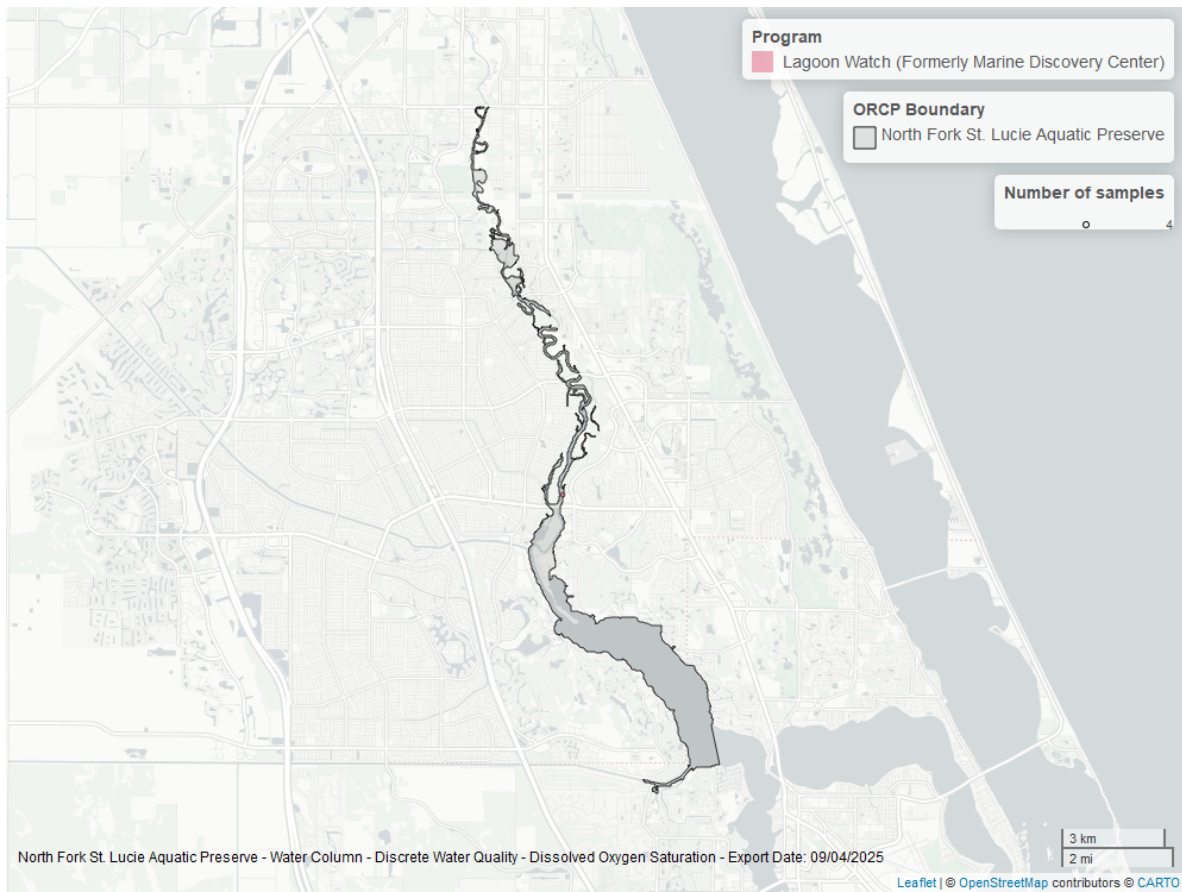 Program
Lagoon Watch (Formerly Marine Discovery Center)
ORCP Boundary
North Fork St. Lucie Aquatic Preserve
Number of samples
4
3 km
2 mi
North Fork St. Lucie Aquatic Preserve - Water Column - Discrete Water Quality - Dissolved Oxygen Saturation - Export Date: 09/04/2025
Leaflet | © OpenStreetMap contributors © CARTO